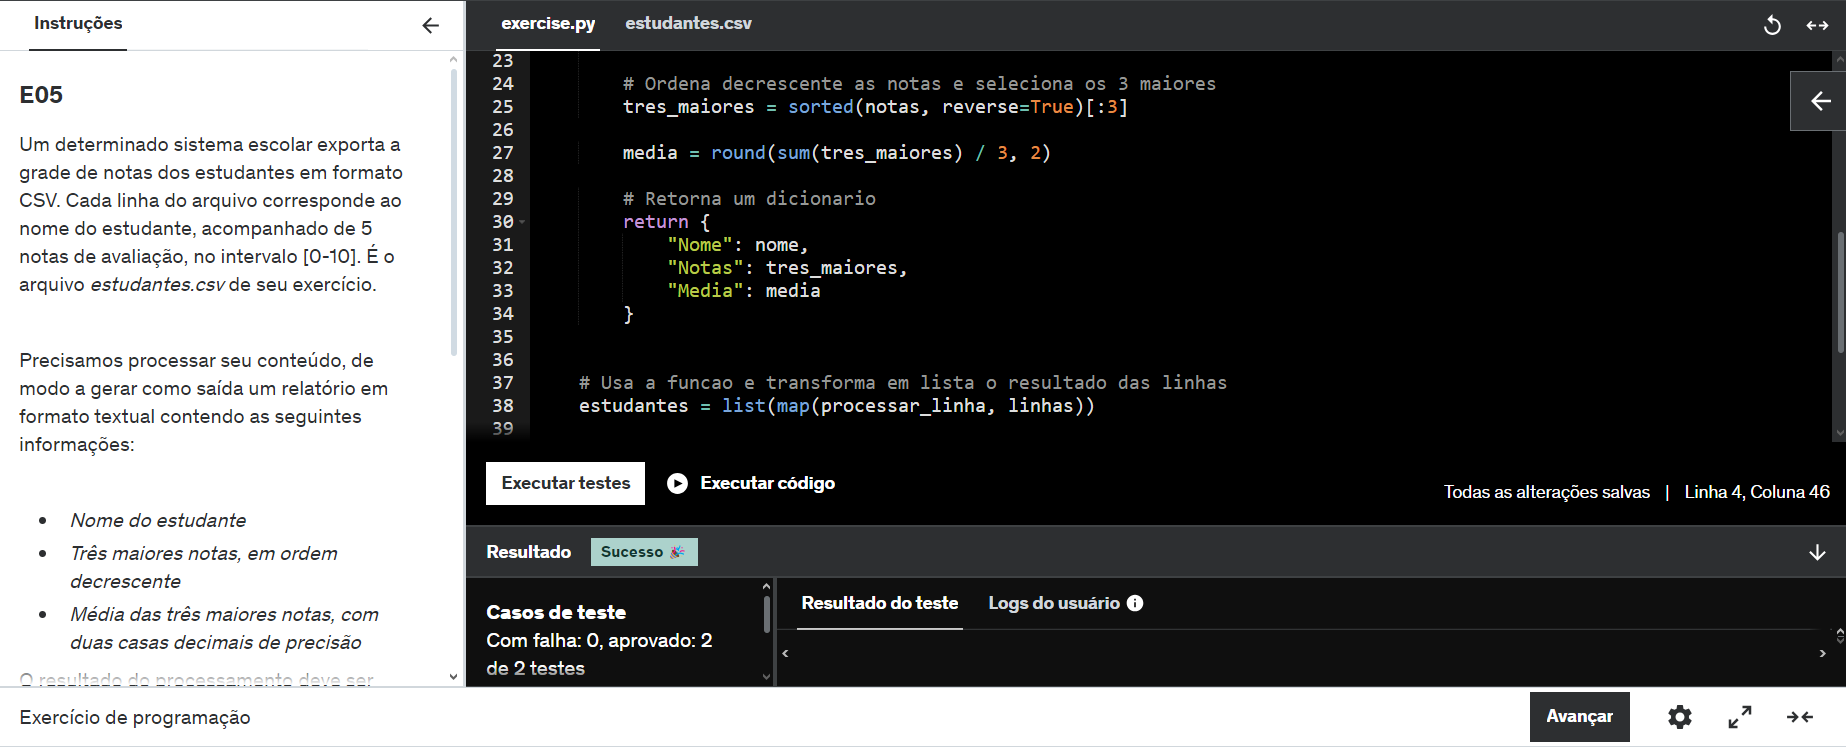 Instruções
E05
Um determinado sistema escolar exporta a
grade de notas dos estudantes em formato
CSV. Cada linha do arquivo corresponde ao
nome do estudante, acompanhado de 5
notas de avaliação, no intervalo [0-10]. É o
arquivo estudantes.csv de seu exercício.
Precisamos processar seu conteúdo, de
modo a gerar como saída um relatório em
formato textual contendo as seguintes
informações:
• Nome do estudante
• Três maiores notas, em ordem
decrescente
• Média das três maiores notas, com
duas casas decimais de precisão
O resultado do processamento deve ser
exercise.py estudantes.csv
23
24 # Ordena decrescente as notas e seleciona os 3 maiores
25 tres_maiores = sorted(notas, reverse=True)[:3]
26
27 media = round(sum(tres_maiores) / 3, 2)
28
29 # Retorna um dicionario
30 return {
31 "Nome": nome,
32 "Notas": tres_maiores,
33 "Media": media
34 }
35
36
37 # Usa a funcao e transforma em lista o resultado das linhas
38 estudantes = list(map(processar_linha, linhas))
39
Executar testes Executar código
Todas as alterações salvas | Linha 4, Coluna 46
Resultado Sucesso 🎉
Casos de teste
Com falha: 0, aprovado: 2
de 2 testes
Resultado do teste Logs do usuário
Exercício de programação
Avançar